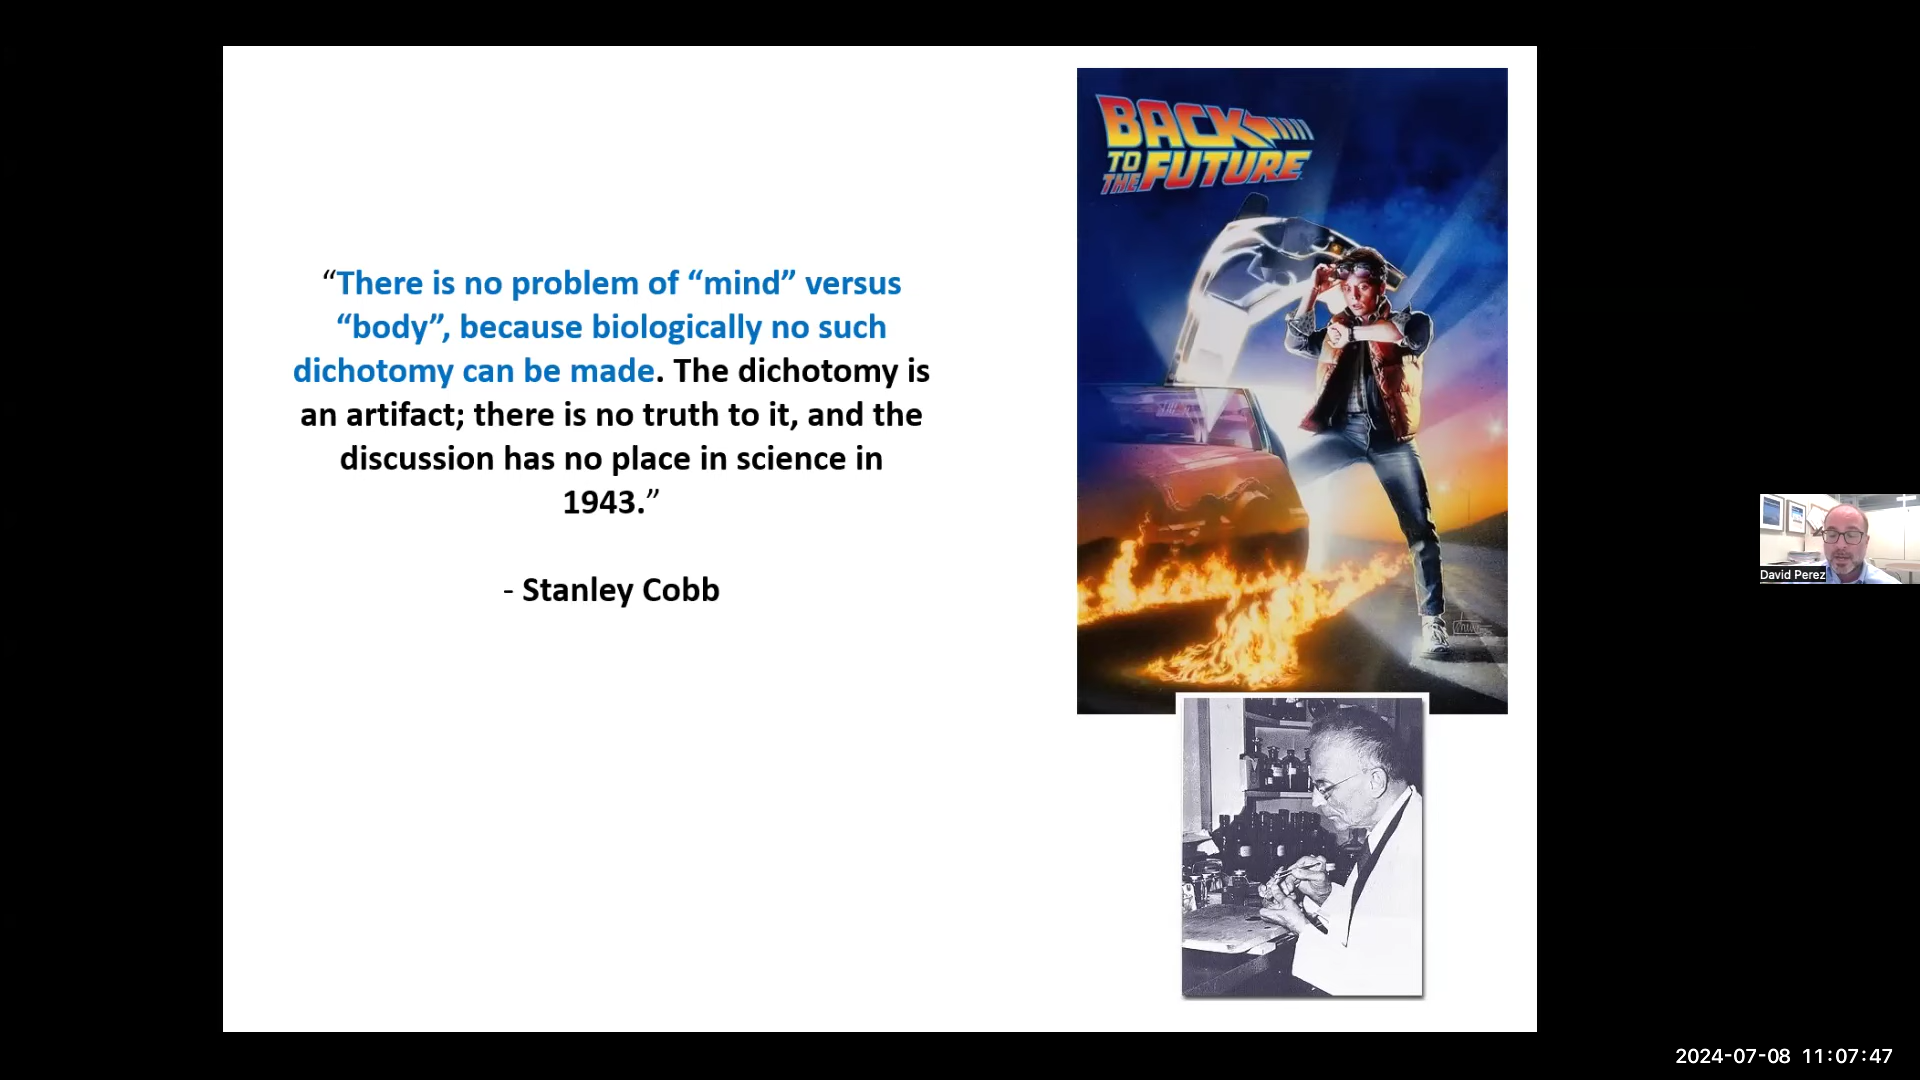 “There is no problem of “mind” versus
“body”, because biologically no such
dichotomy can be made. The dichotomy is
an artifact; there is no truth to it, and the
discussion has no place in science in
1943.”
- Stanley Cobb
BACK
TO
THE FUTURE
David Perez
2024-07-08 11:07:47